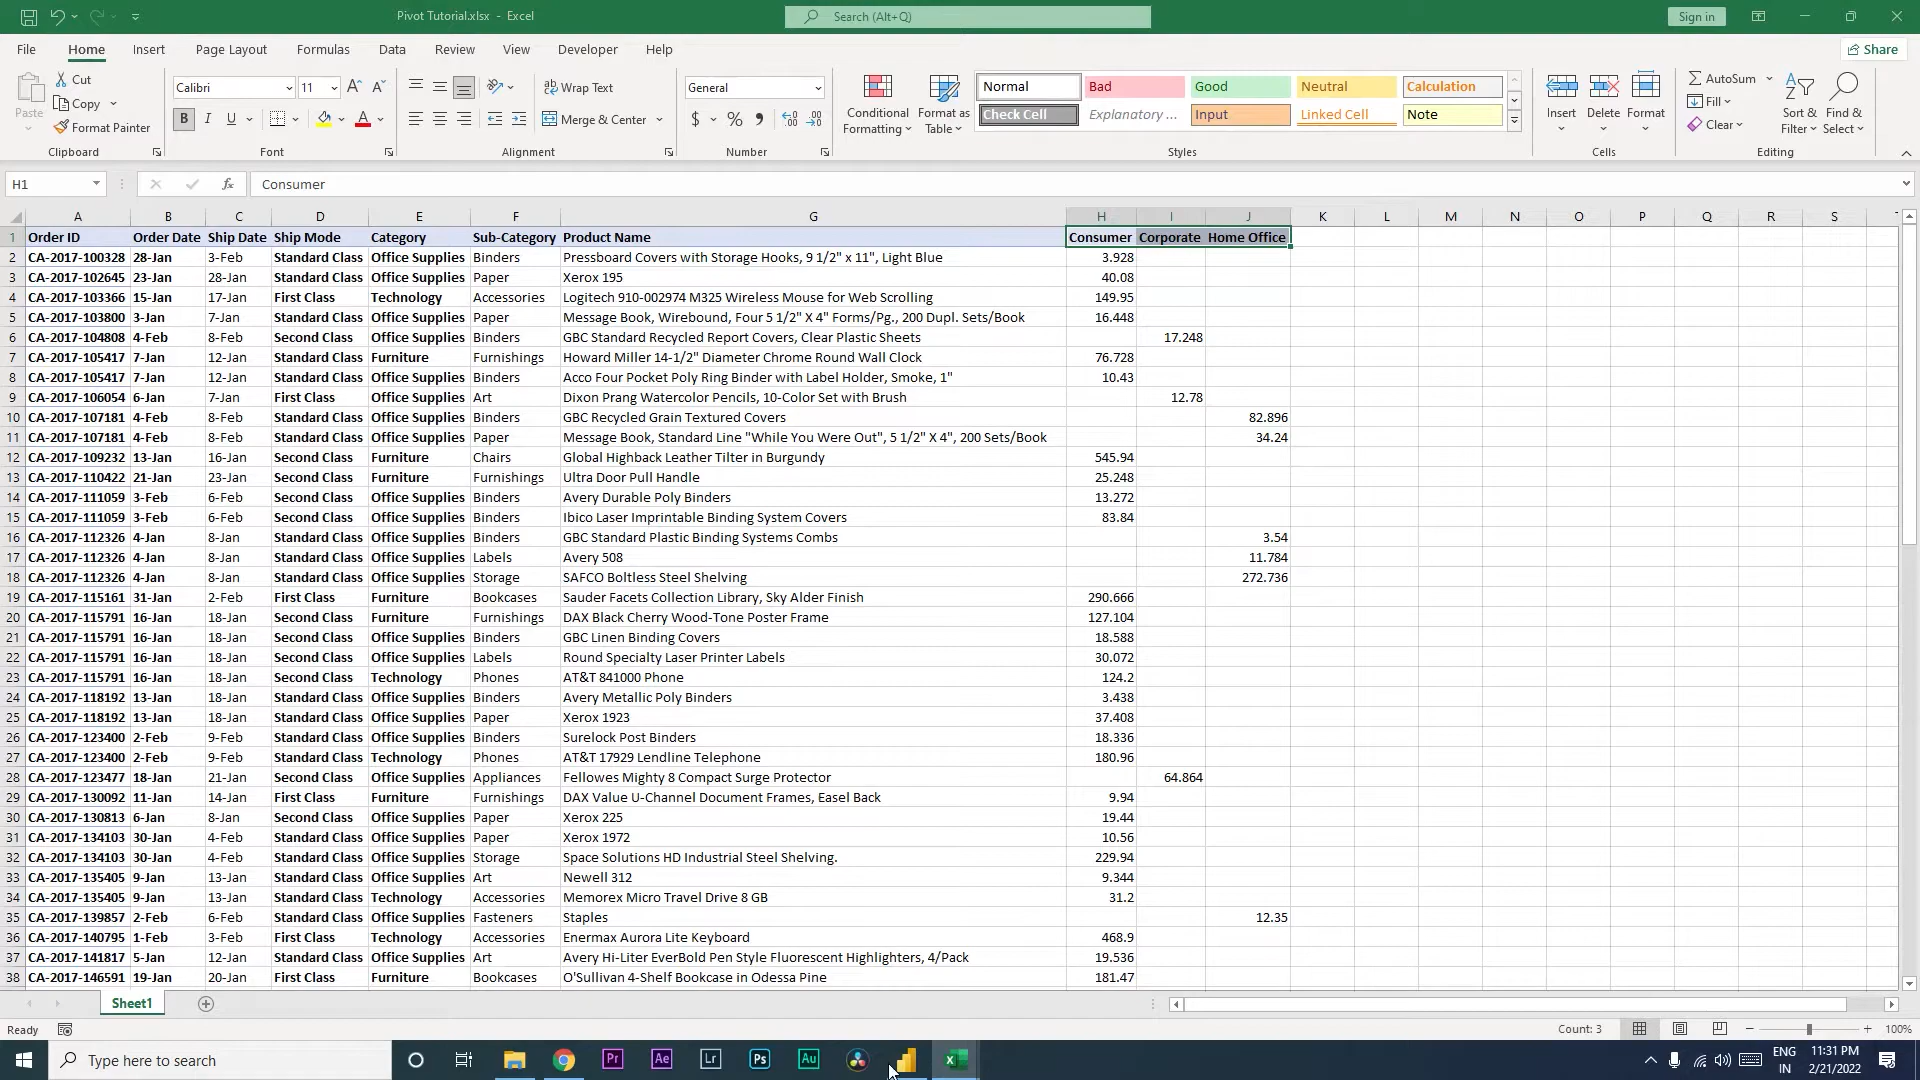 Pivot Tutorial.xlsx - Excel
Search (Alt+Q)
Sign in
File Home Insert Page Layout Formulas Data Review View Developer Help Share
Paste Cut Copy Format Painter Clipboard
Calibri 11 Font
Wrap Text Merge & Center Alignment
General Number
Conditional Formatting Format as Table
Normal Bad Good Neutral Calculation
Check Cell Explanatory ... Input Linked Cell Note
Styles
Insert Delete Format Cells
AutoSum Fill Clear Sort & Filter Find & Select Editing
H1 fx Consumer
A B C D E F G H I J K L M N O P Q R S
1 Order ID Order Date Ship Date Ship Mode Category Sub-Category Product Name Consumer Corporate Home Office
2 CA-2017-100328 28-Jan 3-Feb Standard Class Office Supplies Binders Pressboard Covers with Storage Hooks, 9 1/2" x 11", Light Blue 3.928
3 CA-2017-102645 23-Jan 28-Jan Standard Class Office Supplies Paper Xerox 195 40.08
4 CA-2017-103366 15-Jan 17-Jan First Class Technology Accessories Logitech 910-002974 M325 Wireless Mouse for Web Scrolling 149.95
5 CA-2017-103800 3-Jan 7-Jan Standard Class Office Supplies Paper Message Book, Wirebound, Four 5 1/2" X 4" Forms/Pg., 200 Dupl. Sets/Book 16.448
6 CA-2017-104808 4-Feb 8-Feb Second Class Office Supplies Binders GBC Standard Recycled Report Covers, Clear Plastic Sheets 17.248
7 CA-2017-105417 7-Jan 12-Jan Standard Class Furniture Furnishings Howard Miller 14-1/2" Diameter Chrome Round Wall Clock 76.728
8 CA-2017-105417 7-Jan 12-Jan Standard Class Office Supplies Binders Acco Four Pocket Poly Ring Binder with Label Holder, Smoke, 1" 10.43
9 CA-2017-106054 6-Jan 7-Jan First Class Office Supplies Art Dixon Prang Watercolor Pencils, 10-Color Set with Brush 12.78
10 CA-2017-107181 4-Feb 8-Feb Standard Class Office Supplies Binders GBC Recycled Grain Textured Covers 82.896
11 CA-2017-107181 4-Feb 8-Feb Standard Class Office Supplies Paper Message Book, Standard Line "While You Were Out", 5 1/2" X 4", 200 Sets/Book 34.24
12 CA-2017-109232 13-Jan 16-Jan Second Class Furniture Chairs Global Highback Leather Tilter in Burgundy 545.94
13 CA-2017-110422 21-Jan 23-Jan Second Class Furniture Furnishings Ultra Door Pull Handle 25.248
14 CA-2017-111059 3-Feb 6-Feb Second Class Office Supplies Binders Avery Durable Poly Binders 13.272
15 CA-2017-111059 3-Feb 6-Feb Second Class Office Supplies Binders Ibico Laser Imprintable Binding System Covers 83.84
16 CA-2017-112326 4-Jan 8-Jan Standard Class Office Supplies Binders GBC Standard Plastic Binding Systems Combs 3.54
17 CA-2017-112326 4-Jan 8-Jan Standard Class Office Supplies Labels Avery 508 11.784
18 CA-2017-112326 4-Jan 8-Jan Standard Class Office Supplies Storage SAFCO Boltless Steel Shelving 272.736
19 CA-2017-115161 31-Jan 2-Feb First Class Furniture Bookcases Sauder Facets Collection Library, Sky Alder Finish 290.666
20 CA-2017-115791 16-Jan 18-Jan Second Class Furniture Furnishings DAX Black Cherry Wood-Tone Poster Frame 127.104
21 CA-2017-115791 16-Jan 18-Jan Second Class Office Supplies Binders GBC Linen Binding Covers 18.588
22 CA-2017-115791 16-Jan 18-Jan Second Class Office Supplies Labels Round Specialty Laser Printer Labels 30.072
23 CA-2017-115791 16-Jan 18-Jan Second Class Technology Phones AT&T 841000 Phone 124.2
24 CA-2017-118192 13-Jan 18-Jan Standard Class Office Supplies Binders Avery Metallic Poly Binders 3.438
25 CA-2017-118192 13-Jan 18-Jan Standard Class Office Supplies Paper Xerox 1923 37.408
26 CA-2017-123400 2-Feb 9-Feb Standard Class Office Supplies Binders Surelock Post Binders 18.336
27 CA-2017-123400 2-Feb 9-Feb Standard Class Technology Phones AT&T 17929 Lendline Telephone 180.96
28 CA-2017-123477 18-Jan 21-Jan Second Class Office Supplies Appliances Fellowes Mighty 8 Compact Surge Protector 64.864
29 CA-2017-130092 11-Jan 14-Jan First Class Furniture Furnishings DAX Value U-Channel Document Frames, Easel Back 9.94
30 CA-2017-130813 6-Jan 8-Jan Second Class Office Supplies Paper Xerox 225 19.44
31 CA-2017-134103 30-Jan 4-Feb Standard Class Office Supplies Paper Xerox 1972 10.56
32 CA-2017-134103 30-Jan 4-Feb Standard Class Office Supplies Storage Space Solutions HD Industrial Steel Shelving. 229.94
33 CA-2017-135405 9-Jan 13-Jan Standard Class Office Supplies Art Newell 312 9.344
34 CA-2017-135405 9-Jan 13-Jan Standard Class Technology Accessories Memorex Micro Travel Drive 8 GB 31.2
35 CA-2017-139857 2-Feb 6-Feb Standard Class Office Supplies Fasteners Staples 12.35
36 CA-2017-140795 1-Feb 3-Feb First Class Technology Accessories Enermax Aurora Lite Keyboard 468.9
37 CA-2017-141817 5-Jan 12-Jan Standard Class Office Supplies Art Avery Hi-Liter EverBold Pen Style Fluorescent Highlighters, 4/Pack 19.536
38 CA-2017-146591 19-Jan 20-Jan First Class Furniture Bookcases O'Sullivan 4-Shelf Bookcase in Odessa Pine 181.47
Sheet1
Ready Count: 3 100%
Type here to search Pr Ae Lr Ps Au ENG IN 11:31 PM 2/21/2022